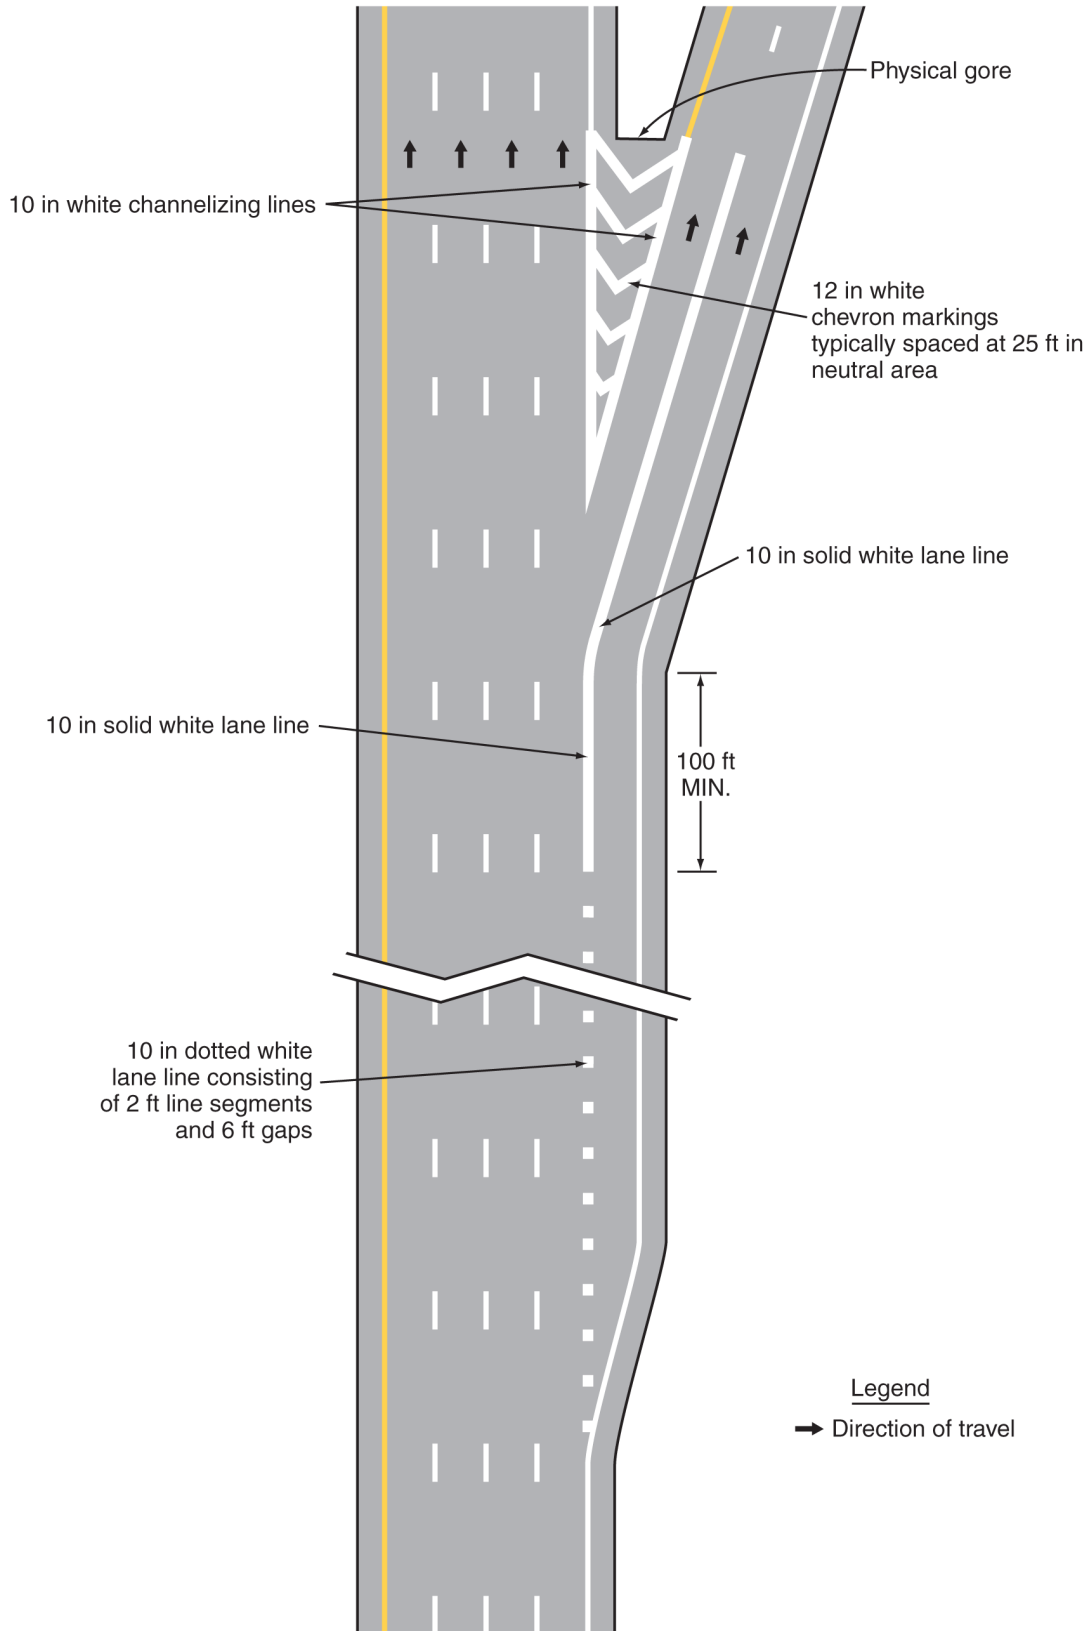 Physical gore
10 in white channelizing lines
12 in white
chevron markings
typically spaced at 25 ft in
neutral area
10 in solid white lane line
10 in solid white lane line
100 ft
MIN.
10 in dotted white
lane line consisting
of 2 ft line segments
and 6 ft gaps
Legend
Direction of travel